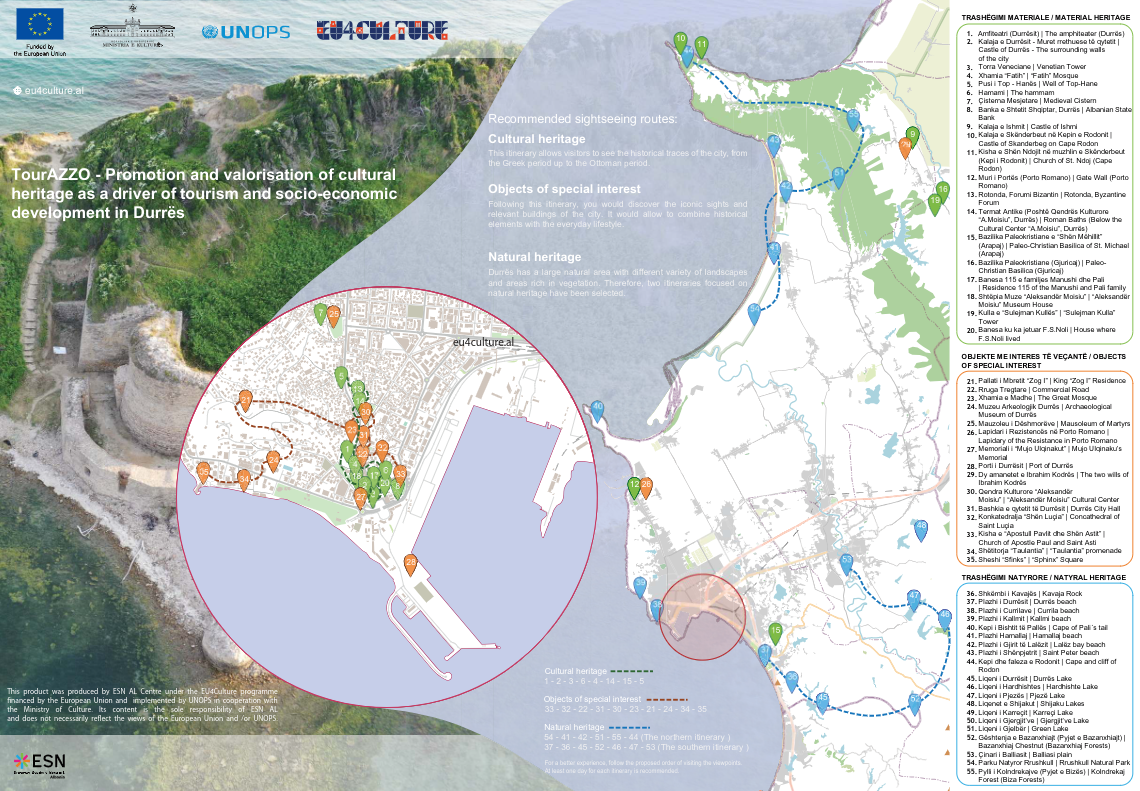 Funded by
the European Union
MINISTRIA E KULTURËS
UNOPS
EU4CULTURE
eu4culture.al
TourAZZO - Promotion and valorisation of cultural
heritage as a driver of tourism and socio-economic
development in Durrës
Recommended sightseeing routes:
Cultural heritage
This itinerary allows visitors to see the historical traces of the city, from
the Greek period up to the Ottoman period.
Objects of special interest
Following this itinerary, you would discover the iconic sights and
relevant buildings of the city. It would allow to combine historical
elements with the everyday lifestyle.
Natural heritage
Durrës has a large natural area with different variety of landscapes
and areas rich in vegetation. Therefore, two itineraries focused on
natural heritage have been selected.
eu4culture.al
Cultural heritage
1 - 2 - 3 - 6 - 4 - 14 - 15 - 5
Objects of special interest
33 - 32 - 22 - 31 - 30 - 23 - 21 - 24 - 34 - 35
Natural heritage
54 - 41 - 42 - 51 - 55 - 44 (The northern itinerary )
37 - 36 - 45 - 52 - 46 - 47 - 53 (The southern itinerary )
For a better experience, follow the proposed order of visiting the viewpoints.
At least one day for each itinerary is recommended.
This product was produced by ESN AL Centre under the EU4Culture programme
financed by the European Union and implemented by UNOPS in cooperation with
the Ministry of Culture. Its content is the sole responsibility of ESN AL
and does not necessarily reflect the views of the European Union and /or UNOPS.
ESN
TRASHËGIMI MATERIALE / MATERIAL HERITAGE
1. Amfiteatri (Durrësit) | The amphiteater (Durrës)
2. Kalaja e Durrësit - Muret rrethuese të qytetit |
Castle of Durrës - The surrounding walls
of the city
3. Torra Veneciane | Venetian Tower
4. Xhamia "Fatih" | "Fatih" Mosque
5. Pusi i Top - Hanës | Well of Top-Hane
6. Hamami | The hammam
7. Çisterna Mesjetare | Medieval Cistern
8. Banka e Shtetit Shqiptar, Durrës | Albanian State
Bank
9. Kalaja e Ishmit | Castle of Ishmi
10. Kalaja e Skënderbeut në Kepin e Rodonit |
Castle of Skanderbeg on Cape Rodon
11. Kisha e Shën Ndojit në muzhlin e Skënderbeut
(Kepi i Rodonit) | Church of St. Ndoj (Cape
Rodon)
12. Muri i Portës (Porto Romano) | Gate Wall (Porto
Romano)
13. Rotonda, Forumi Bizantin | Rotonda, Byzantine
Forum
14. Termat Antike (Poshtë Qendrës Kulturore
"A.Moisiu", Durrës) | Roman Baths (Below the
Cultural Center "A.Moisiu", Durrës)
15. Bazilika Paleokristiane e "Shën Mëhillit"
(Arapaj) | Paleo-Christian Basilica of St. Michael
(Arapaj)
16. Bazilika Paleokristiane (Gjuricaj) | Paleo-
Christian Basilica (Gjuricaj)
17. Banesa 115 e familjes Manushi dhe Pali
| Residence 115 of the Manushi and Pali family
18. Shtëpia Muze "Aleksandër Moisiu" | "Aleksandër
Moisiu" Museum House
19. Kulla e "Sulejman Kullës" | "Sulejman Kulla"
Tower
20. Banesa ku ka jetuar F.S.Noli | House where
F.S.Noli lived
OBJEKTE ME INTERES TË VEÇANTË / OBJECTS
OF SPECIAL INTEREST
21. Pallati i Mbretit "Zog I" | King "Zog I" Residence
22. Rruga Tregtare | Commercial Road
23. Xhamia e Madhe | The Great Mosque
24. Muzeu Arkeologjik Durrës | Archaeological
Museum of Durrës
25. Mauzoleu i Dëshmorëve | Mausoleum of Martyrs
26. Lapidari i Rezistencës në Porto Romano |
Lapidary of the Resistance in Porto Romano
27. Memoriali i "Mujo Ulqinakut" | Mujo Ulqinaku's
Memorial
28. Porti i Durrësit | Port of Durrës
29. Dy amanetet e Ibrahim Kodrës | The two wills of
Ibrahim Kodrës
30. Qendra Kulturore "Aleksandër
Moisiu" | "Aleksandër Moisiu" Cultural Center
31. Bashkia e qytetit të Durrësit | Durrës City Hall
32. Konkatedralja "Shën Luçia" | Concathedral of
Saint Luçia
33. Kisha e "Apostull Pavlit dhe Shën Astit" |
Church of Apostle Paul and Saint Asti
34. Shëtitorja "Taulantia" | "Taulantia" promenade
35. Sheshi "Sfinks" | "Sphinx" Square
TRASHËGIMI NATYRORE / NATYRAL HERITAGE
36. Shkëmbi i Kavajës | Kavaja Rock
37. Plazhi i Durrësit | Durrës beach
38. Plazhi i Currilave | Currila beach
39. Plazhi i Kallmit | Kallmi beach
40. Kepi i Bishtit të Pallës | Cape of Pali`s tail
41. Plazhi Hamallaj | Hamallaj beach
42. Plazhi i Gjirit të Lalëzit | Lalëz bay beach
43. Plazhi i Shënpjetrit | Saint Peter beach
44. Kepi dhe faleza e Rodonit | Cape and cliff of
Rodon
45. Liqeni i Durrësit | Durrës Lake
46. Liqeni i Hardhishtes | Hardhishte Lake
47. Liqeni i Pjezës | Pjezë Lake
48. Liqenet e Shijakut | Shijaku Lakes
49. Liqeni i Karreçit | Karreçi Lake
50. Liqeni i Gjergjit've | Gjergjit've Lake
51. Liqeni i Gjelbër | Green Lake
52. Gështenja e Bazanxhiajt (Pyjet e Bazanxhiajt) |
Bazanxhiaj Chestnut (Bazanxhiaj Forests)
53. Çinari i Balliasit | Balliasi plain
54. Parku Natyror Rrushkull | Rrushkull Natural Park
55. Pylli i Kolndrekajve (Pyjet e Bizës) | Kolndrekaj
Forest (Biza Forests)